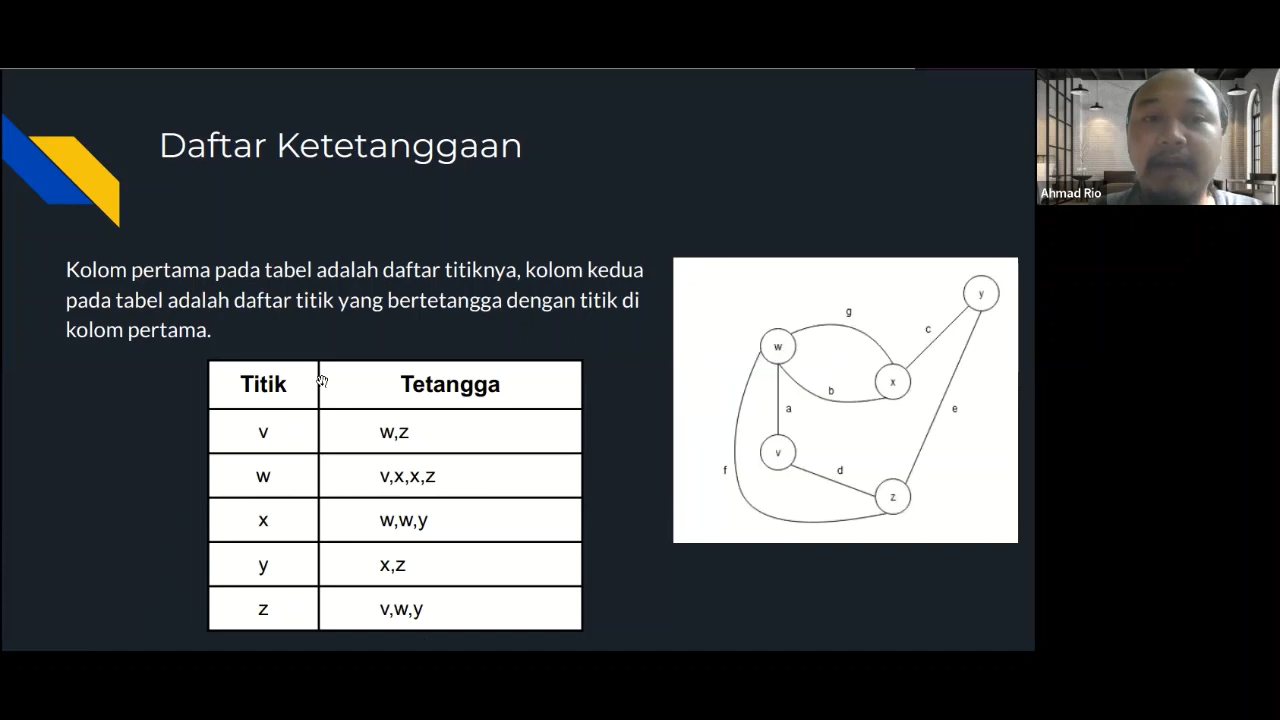 Daftar Ketetanggaan
Ahmad Rio
Kolom pertama pada tabel adalah daftar titiknya, kolom kedua
pada tabel adalah daftar titik yang bertetangga dengan titik di
kolom pertama.
Titik Tetangga
v w,z
w v,x,x,z
x w,w,y
y x,z
z v,w,y
y
g
c
w
x
b
a
e
v
f
d
z